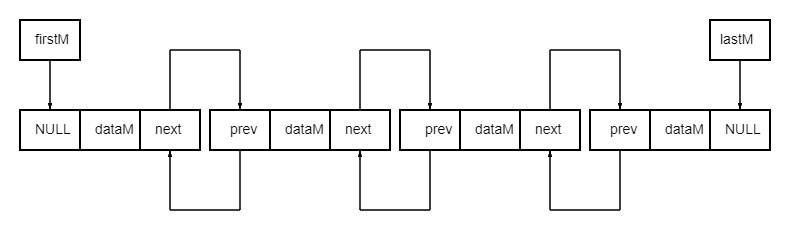 firstM
lastM
NULL dataM next prev dataM next prev dataM next prev dataM NULL